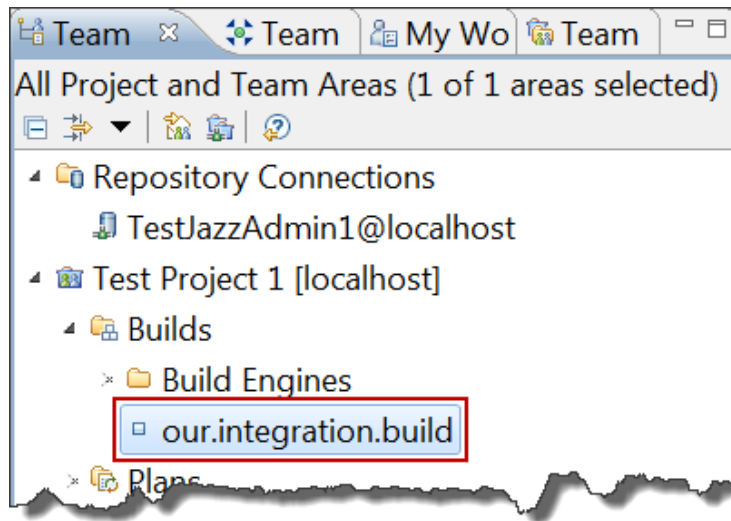 Team Team My Wo Team
All Project and Team Areas (1 of 1 areas selected)
Repository Connections
TestJazzAdmin1@localhost
Test Project 1 [localhost]
Builds
Build Engines
our.integration.build
Plans